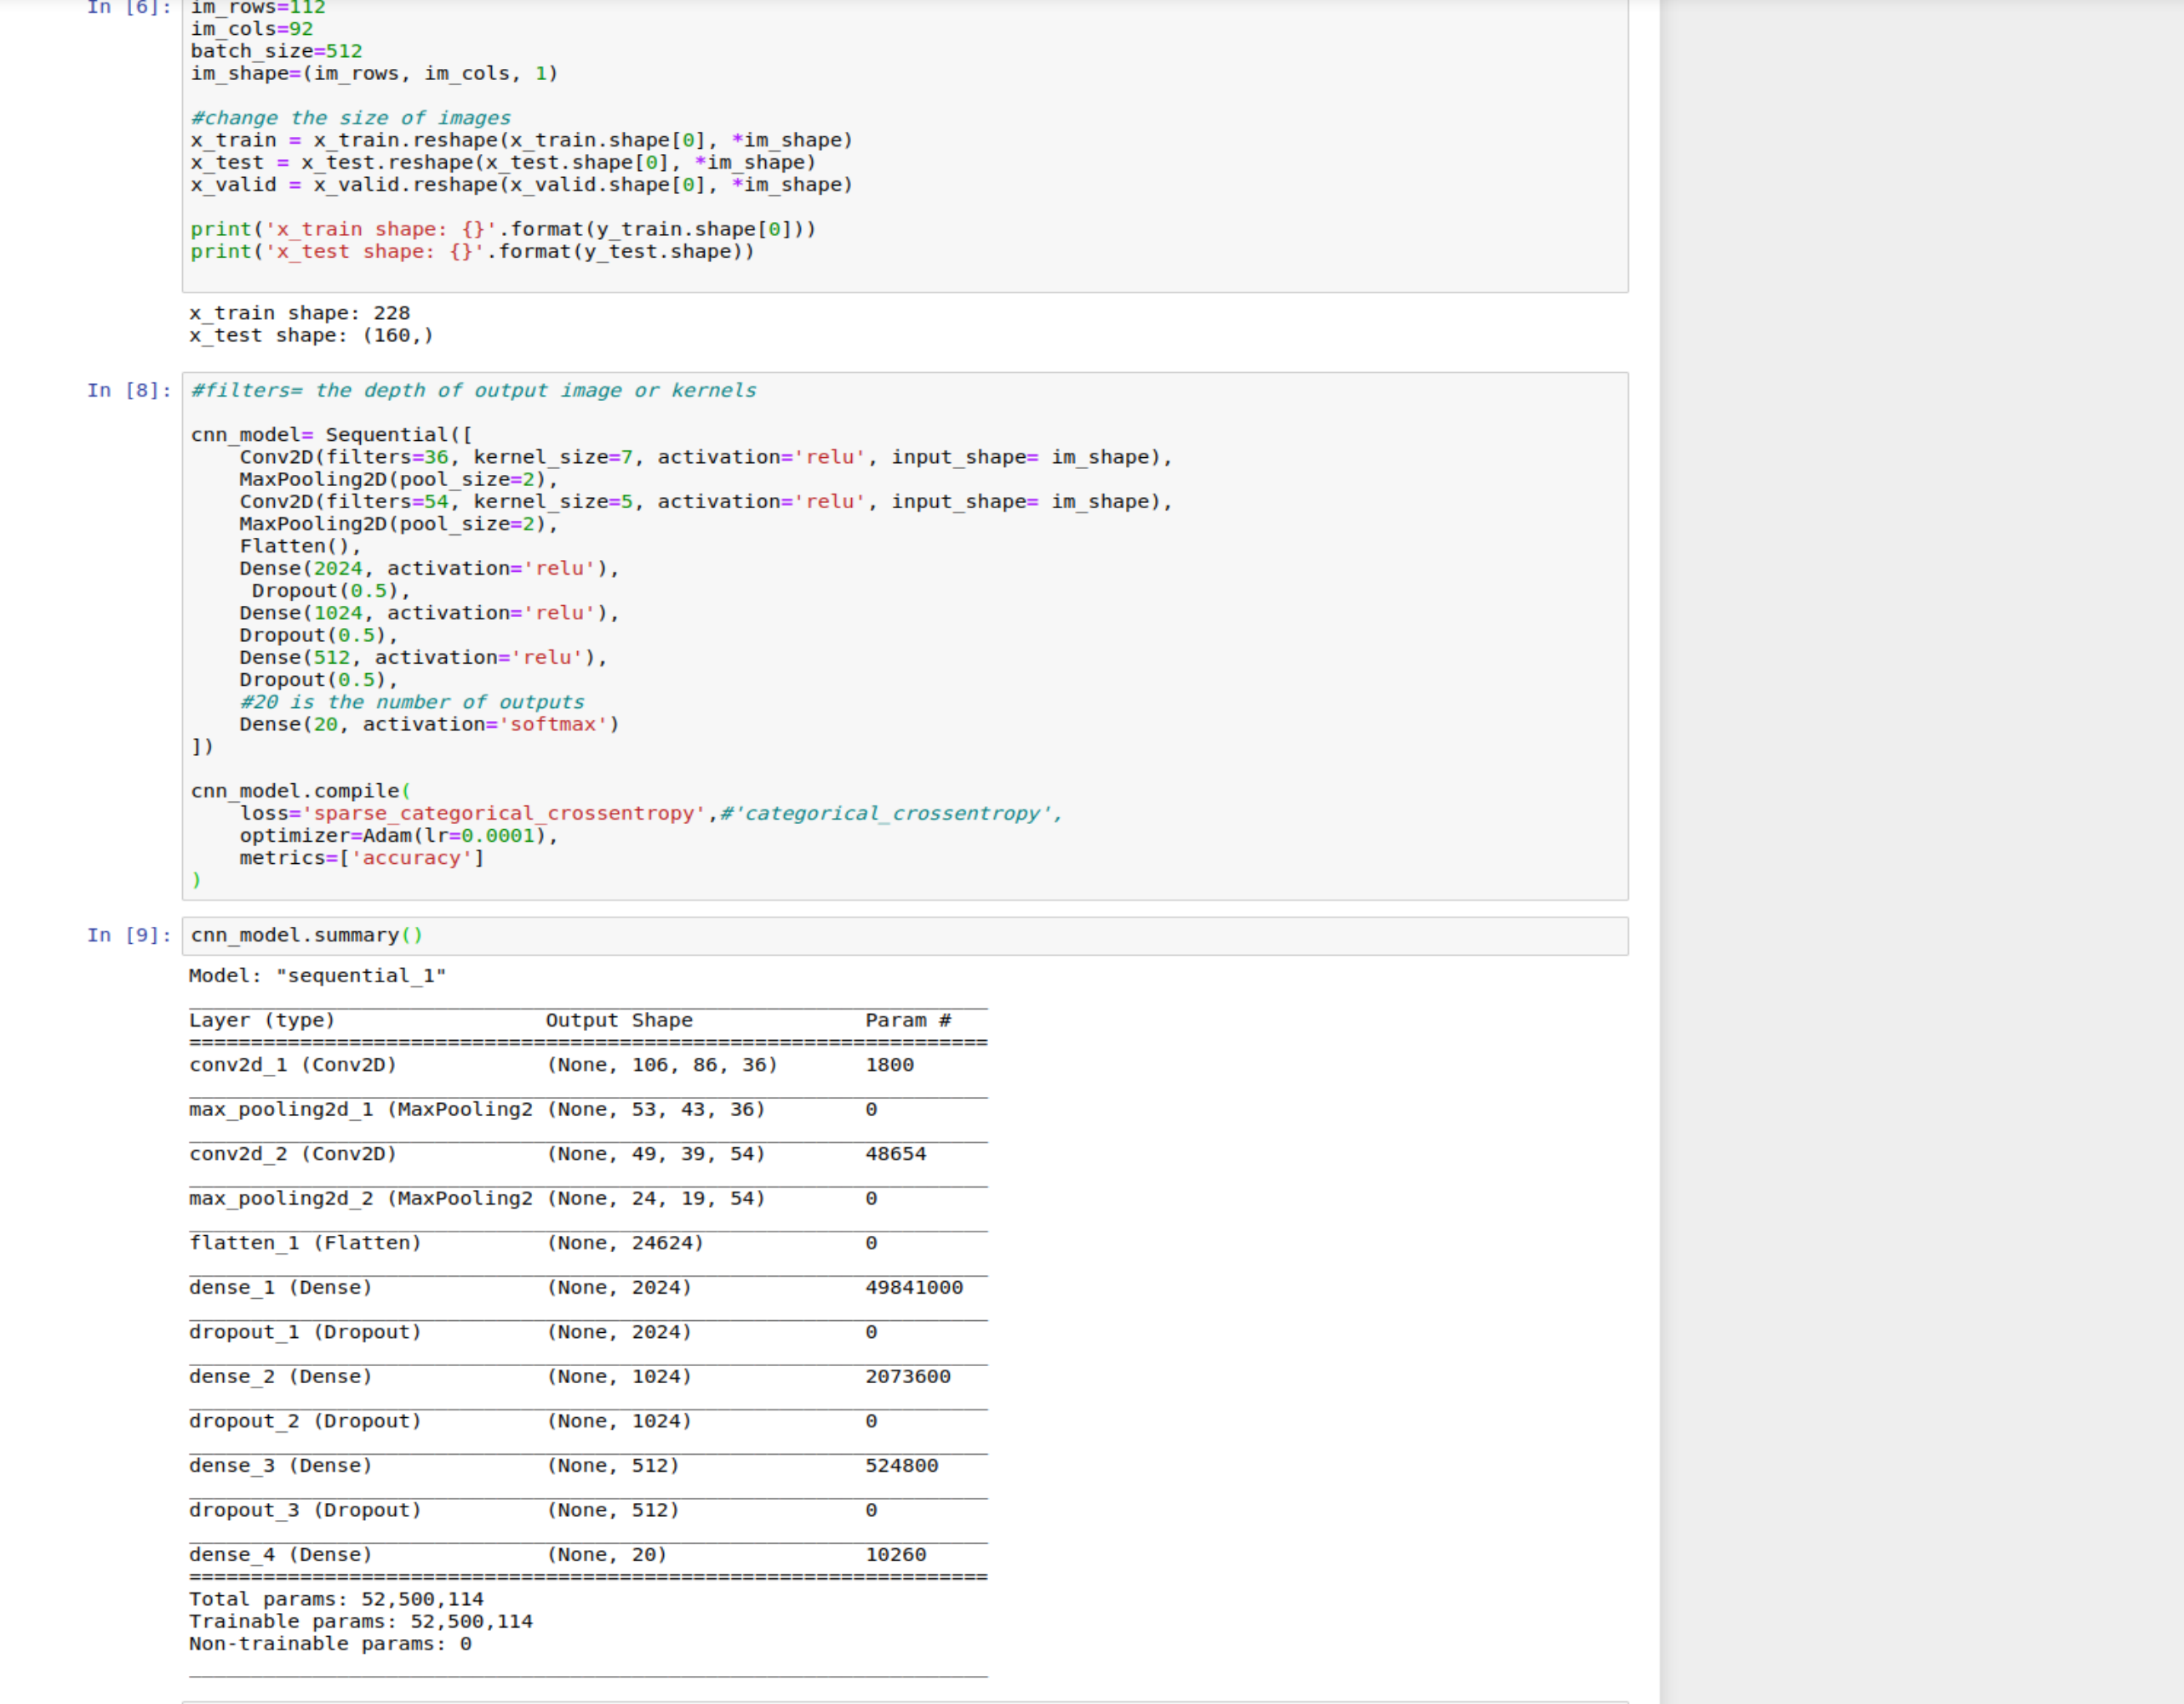 In [6]: im_rows=112
im_cols=92
batch_size=512
im_shape=(im_rows, im_cols, 1)
#change the size of images
x_train = x_train.reshape(x_train.shape[0], *im_shape)
x_test = x_test.reshape(x_test.shape[0], *im_shape)
x_valid = x_valid.reshape(x_valid.shape[0], *im_shape)
print('x_train shape: {}'.format(y_train.shape[0]))
print('x_test shape: {}'.format(y_test.shape))
x_train shape: 228
x_test shape: (160,)
In [8]: #filters= the depth of output image or kernels
cnn_model= Sequential([
    Conv2D(filters=36, kernel_size=7, activation='relu', input_shape= im_shape),
    MaxPooling2D(pool_size=2),
    Conv2D(filters=54, kernel_size=5, activation='relu', input_shape= im_shape),
    MaxPooling2D(pool_size=2),
    Flatten(),
    Dense(2024, activation='relu'),
     Dropout(0.5),
    Dense(1024, activation='relu'),
    Dropout(0.5),
    Dense(512, activation='relu'),
    Dropout(0.5),
    #20 is the number of outputs
    Dense(20, activation='softmax')
])
cnn_model.compile(
    loss='sparse_categorical_crossentropy',#'categorical_crossentropy',
    optimizer=Adam(lr=0.0001),
    metrics=['accuracy']
)
In [9]: cnn_model.summary()
Model: "sequential_1"
Layer (type)                 Output Shape              Param #
conv2d_1 (Conv2D)            (None, 106, 86, 36)       1800
max_pooling2d_1 (MaxPooling2 (None, 53, 43, 36)        0
conv2d_2 (Conv2D)            (None, 49, 39, 54)        48654
max_pooling2d_2 (MaxPooling2 (None, 24, 19, 54)        0
flatten_1 (Flatten)          (None, 24624)             0
dense_1 (Dense)              (None, 2024)              49841000
dropout_1 (Dropout)          (None, 2024)              0
dense_2 (Dense)              (None, 1024)              2073600
dropout_2 (Dropout)          (None, 1024)              0
dense_3 (Dense)              (None, 512)               524800
dropout_3 (Dropout)          (None, 512)               0
dense_4 (Dense)              (None, 20)                10260
Total params: 52,500,114
Trainable params: 52,500,114
Non-trainable params: 0